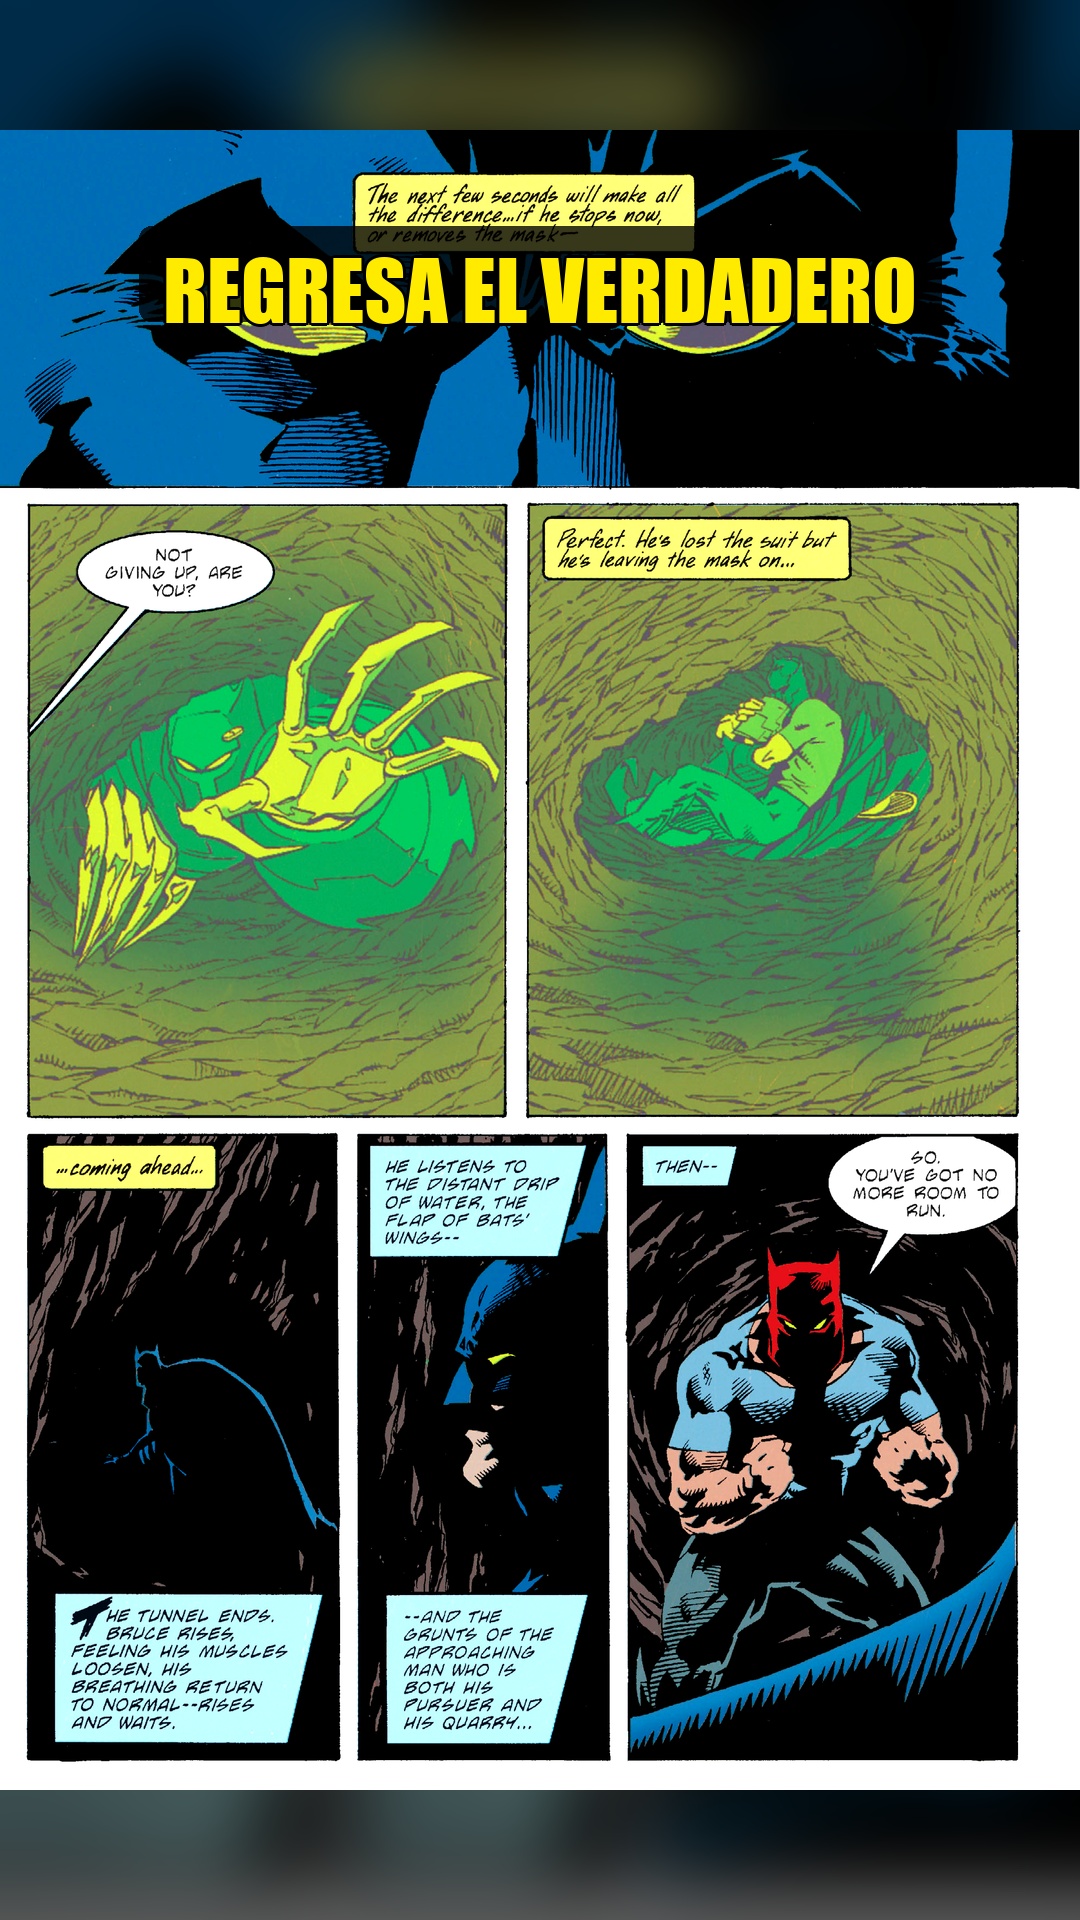 The next few seconds will make all
the difference...if he stops now,
or removes the mask—
REGRESA EL VERDADERO
NOT
GIVING UP, ARE
YOU?
Perfect. He's lost the suit but
he's leaving the mask on...
...coming ahead...
THE TUNNEL ENDS.
BRUCE RISES,
FEELING HIS MUSCLES
LOOSEN, HIS
BREATHING RETURN
TO NORMAL--RISES
AND WAITS.
HE LISTENS TO
THE DISTANT DRIP
OF WATER, THE
FLAP OF BATS'
WINGS--
--AND THE
GRUNTS OF THE
APPROACHING
MAN WHO IS
BOTH HIS
PURSUER AND
HIS QUARRY...
THEN--
SO.
YOU'VE GOT NO
MORE ROOM TO
RUN.